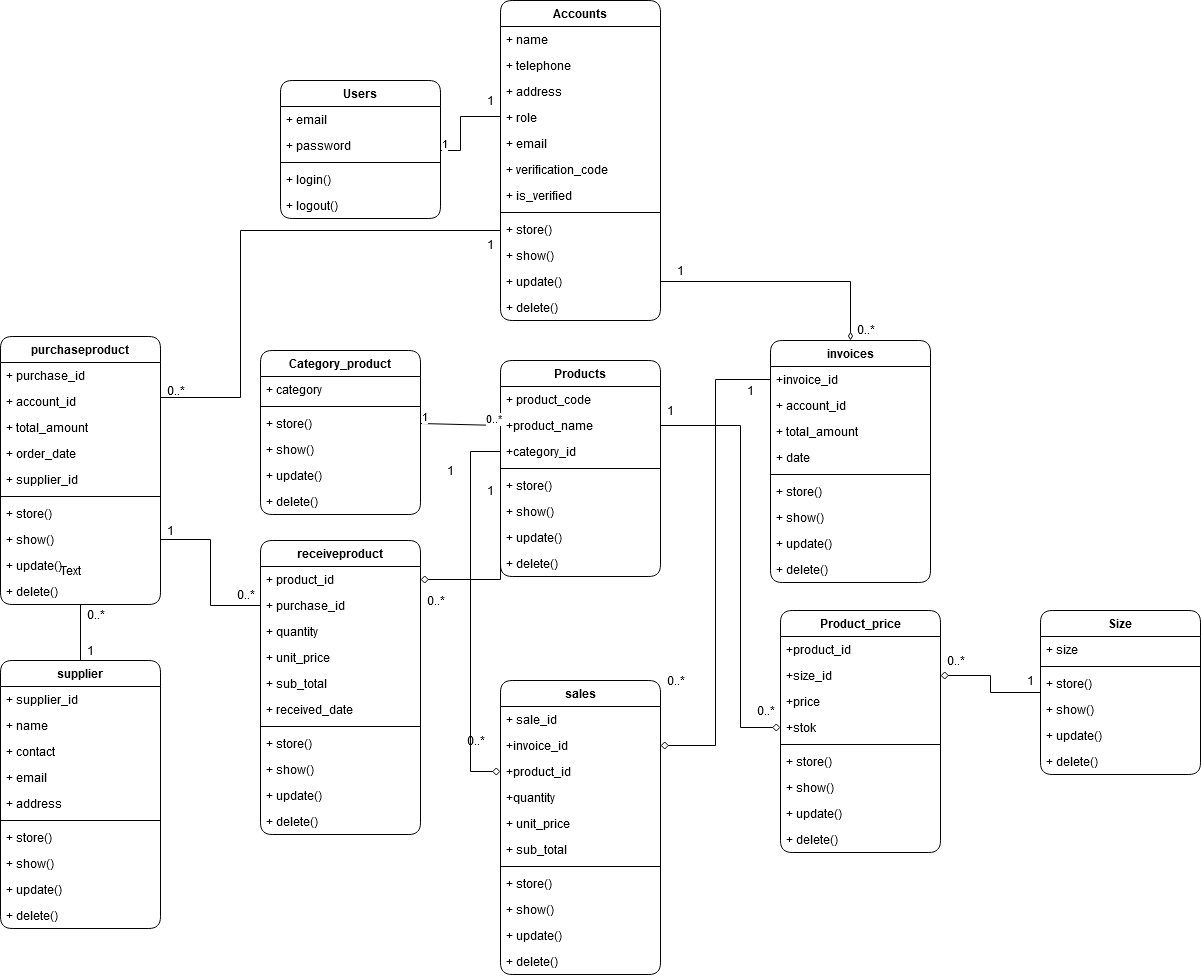 Accounts
+ name
+ telephone
+ address
+ role
+ email
+ verification_code
+ is_verified
+ store()
+ show()
+ update()
+ delete()
Users
+ email
+ password
+ login()
+ logout()
1
1
1
0..*
1
0..*
purchaseproduct
+ purchase_id
+ account_id
+ total_amount
+ order_date
+ supplier_id
+ store()
+ show()
+ update()
Text
+ delete()
Category_product
+ category
+ store()
+ show()
+ update()
+ delete()
1
0..*
Products
+ product_code
+product_name
+category_id
+ store()
+ show()
+ update()
+ delete()
1
1
1
1
invoices
+invoice_id
+ account_id
+ total_amount
+ date
+ store()
+ show()
+ update()
+ delete()
1
0..*
receiveproduct
+ product_id
+ purchase_id
+ quantity
+ unit_price
+ sub_total
+ received_date
+ store()
+ show()
+ update()
+ delete()
0..*
0..*
1
supplier
+ supplier_id
+ name
+ contact
+ email
+ address
+ store()
+ show()
+ update()
+ delete()
0..*
0..*
sales
+ sale_id
+invoice_id
+product_id
+quantity
+ unit_price
+ sub_total
+ store()
+ show()
+ update()
+ delete()
0..*
Product_price
+product_id
+size_id
+price
+stok
+ store()
+ show()
+ update()
+ delete()
0..*
1
Size
+ size
+ store()
+ show()
+ update()
+ delete()